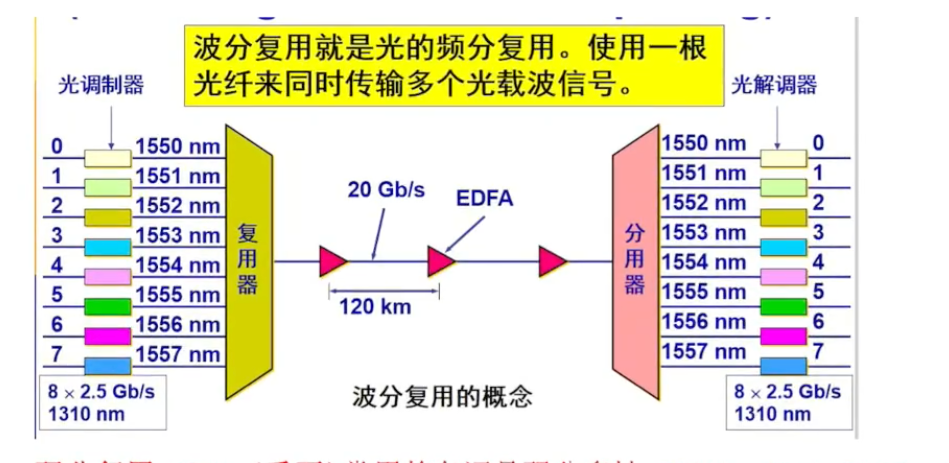 波分复用就是光的频分复用。使用一根
光纤来同时传输多个光载波信号。
光调制器
光解调器
0 1550 nm
1 1551 nm
2 1552 nm
3 1553 nm
4 1554 nm
5 1555 nm
6 1556 nm
7 1557 nm
8 × 2.5 Gb/s
1310 nm
复用器
20 Gb/s
EDFA
120 km
波分复用的概念
分用器
1550 nm 0
1551 nm 1
1552 nm 2
1553 nm 3
1554 nm 4
1555 nm 5
1556 nm 6
1557 nm 7
8 × 2.5 Gb/s
1310 nm